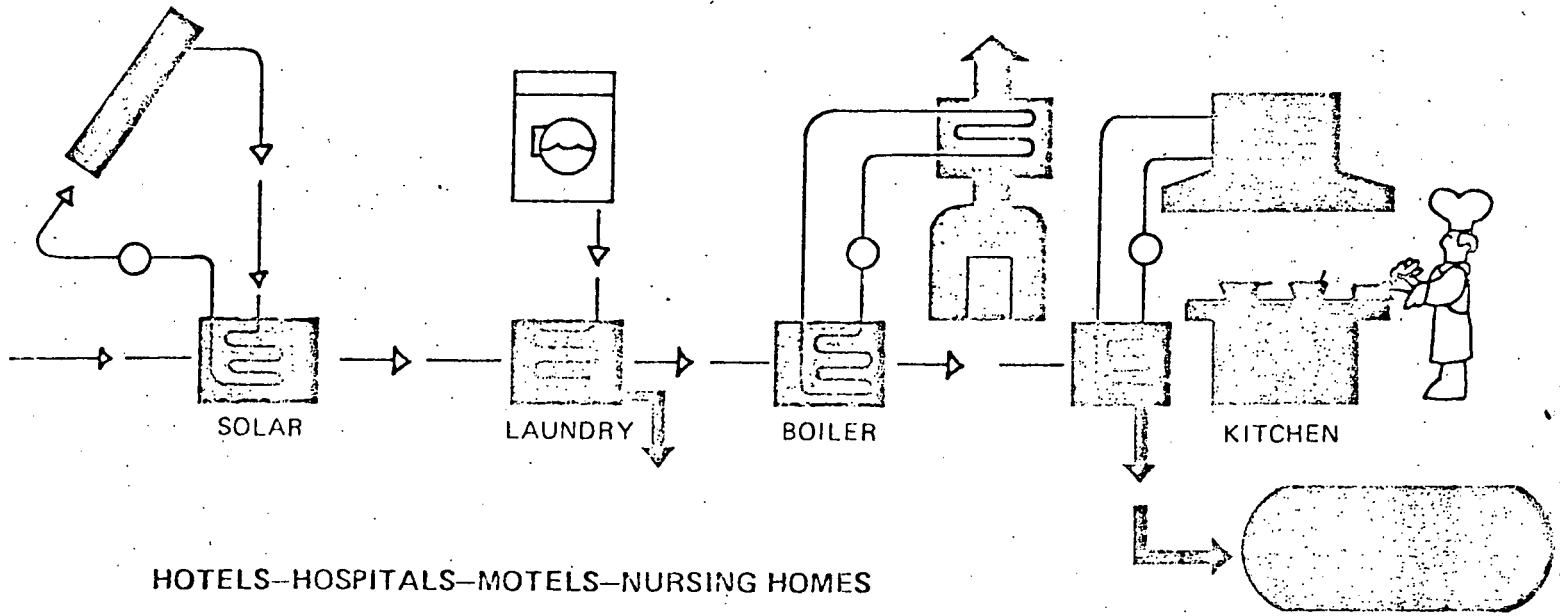 SOLAR
LAUNDRY
BOILER
KITCHEN
HOTELS—HOSPITALS—MOTELS—NURSING HOMES